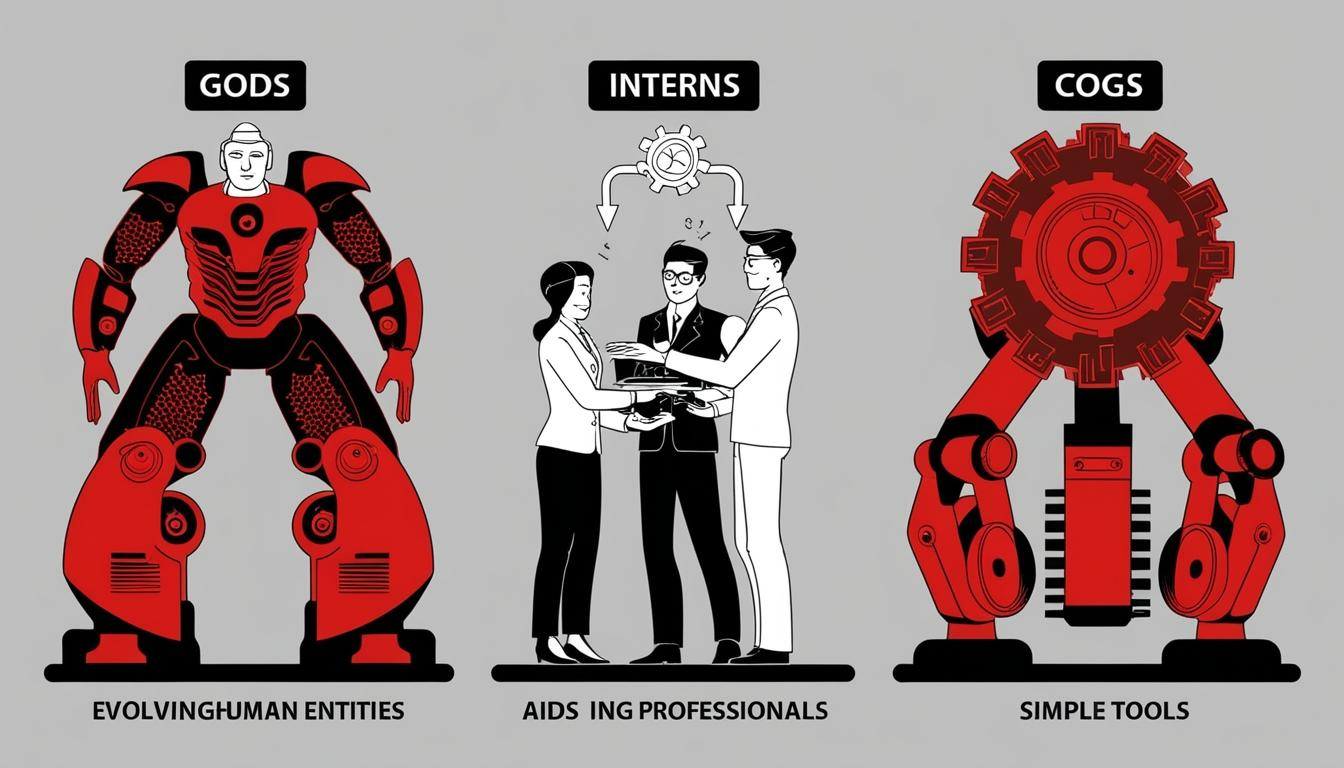 GODS
INTERNS
COGS
EVOLVINGHUMAN ENTITIES
AIDS ING PROFESSIONALS
SIMPLE TOOLS